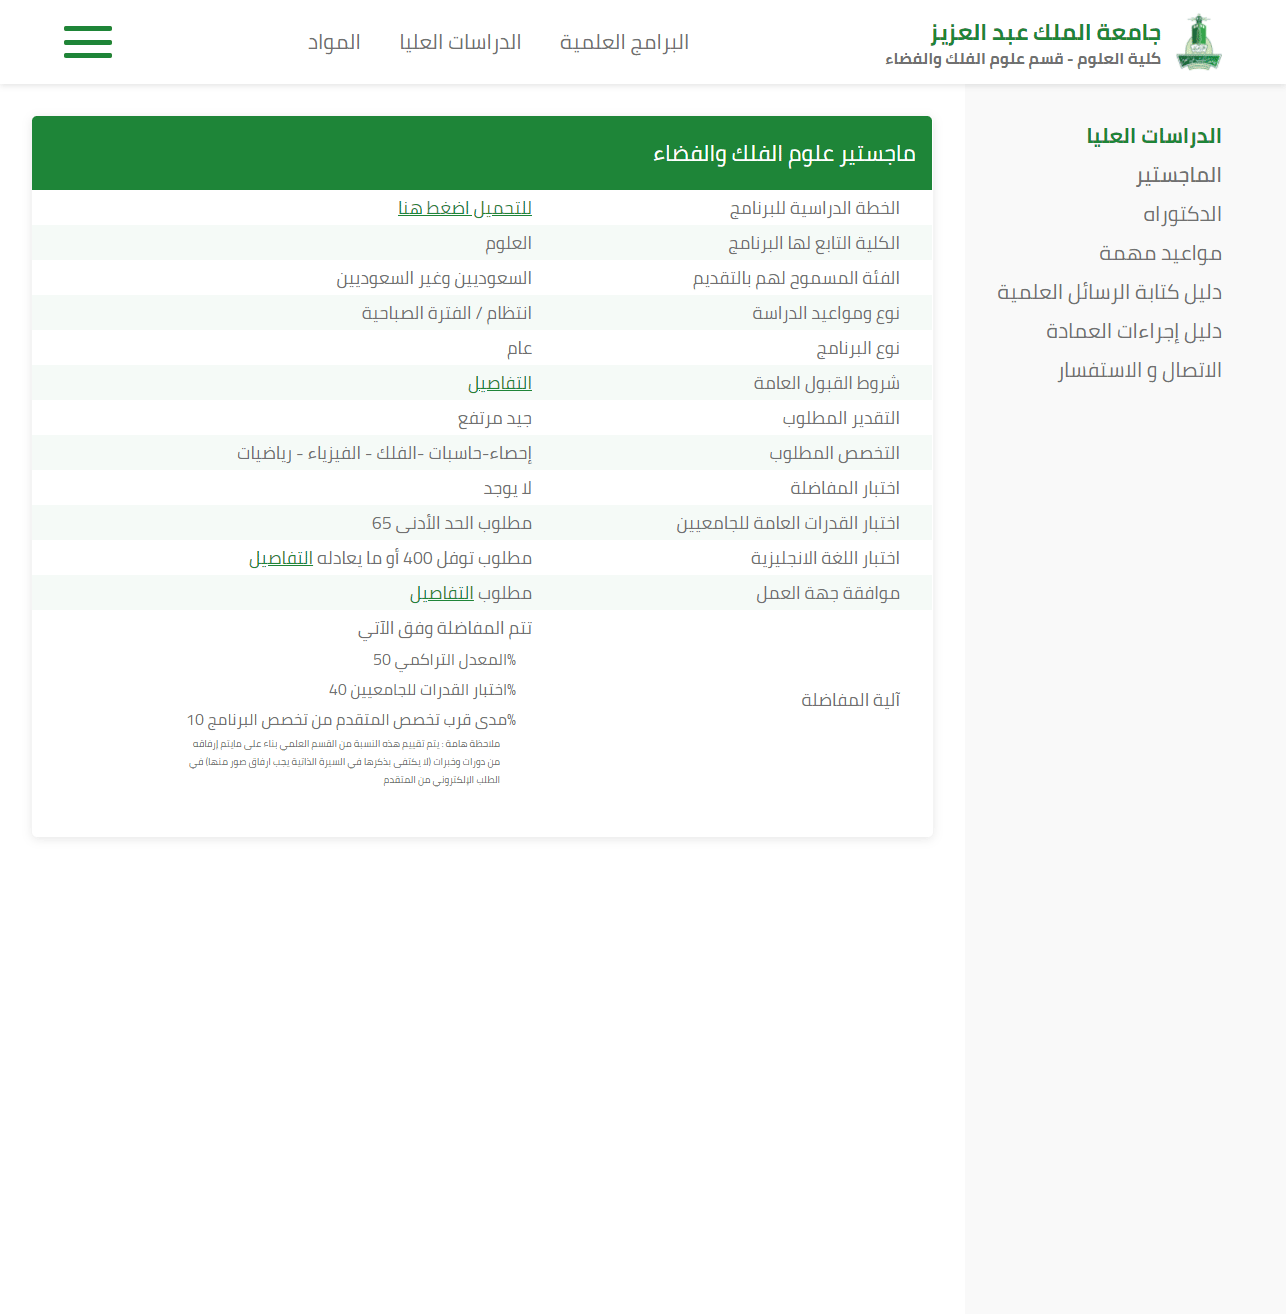 جامعة الملك عبد العزيز
كلية العلوم - قسم علوم الفلك والفضاء
البرامج العلمية
الدراسات العليا
المواد
الدراسات العليا
الماجستير
الدكتوراه
مواعيد مهمة
دليل كتابة الرسائل العلمية
دليل إجراءات العمادة
الاتصال و الاستفسار
ماجستير علوم الفلك والفضاء
الخطة الدراسية للبرنامج للتحميل اضغط هنا
الكلية التابع لها البرنامج العلوم
الفئة المسموح لهم بالتقديم السعوديين وغير السعوديين
نوع ومواعيد الدراسة انتظام / الفترة الصباحية
نوع البرنامج عام
شروط القبول العامة التفاصيل
التقدير المطلوب جيد مرتفع
التخصص المطلوب إحصاء-حاسبات -الفلك - الفيزياء - رياضيات
اختبار المفاضلة لا يوجد
اختبار القدرات العامة للجامعيين مطلوب الحد الأدنى 65
اختبار اللغة الانجليزية مطلوب توفل 400 أو ما يعادله التفاصيل
موافقة جهة العمل مطلوب التفاصيل
آلية المفاضلة
تتم المفاضلة وفق الآتي
%المعدل التراكمي 50
%اختبار القدرات للجامعيين 40
%مدى قرب تخصص المتقدم من تخصص البرنامج 10
ملاحظة هامة : يتم تقييم هذه النسبة من القسم العلمي بناء على مايتم إرفاقه
من دورات وخبرات (لا يكتفى بذكرها في السيرة الذاتية يجب ارفاق صور منها) في
الطلب الإلكتروني من المتقدم